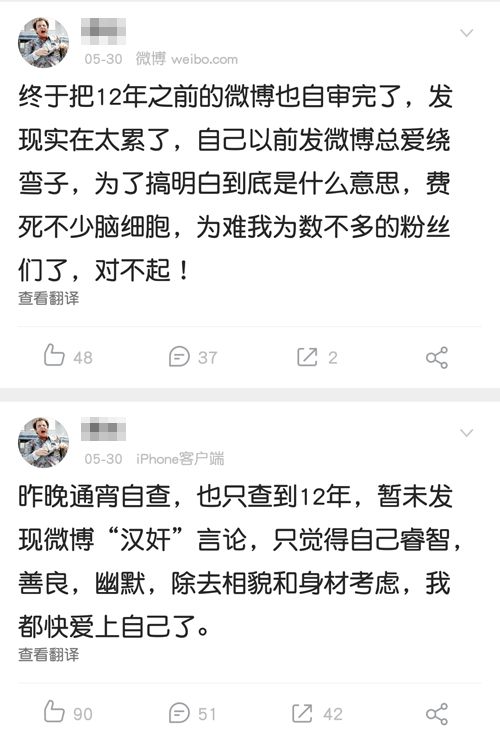 05-30 微博 weibo.com
终于把12年之前的微博也自审完了，发
现实在太累了，自己以前发微博总爱绕
弯子，为了搞明白到底是什么意思，费
死不少脑细胞，为难我为数不多的粉丝
们了，对不起！
查看翻译
48 37 2
05-30 iPhone客户端
昨晚通宵自查，也只查到12年，暂未发
现微博“汉奸”言论，只觉得自己睿智，
善良，幽默，除去相貌和身材考虑，我
都快爱上自己了。
查看翻译
90 51 42